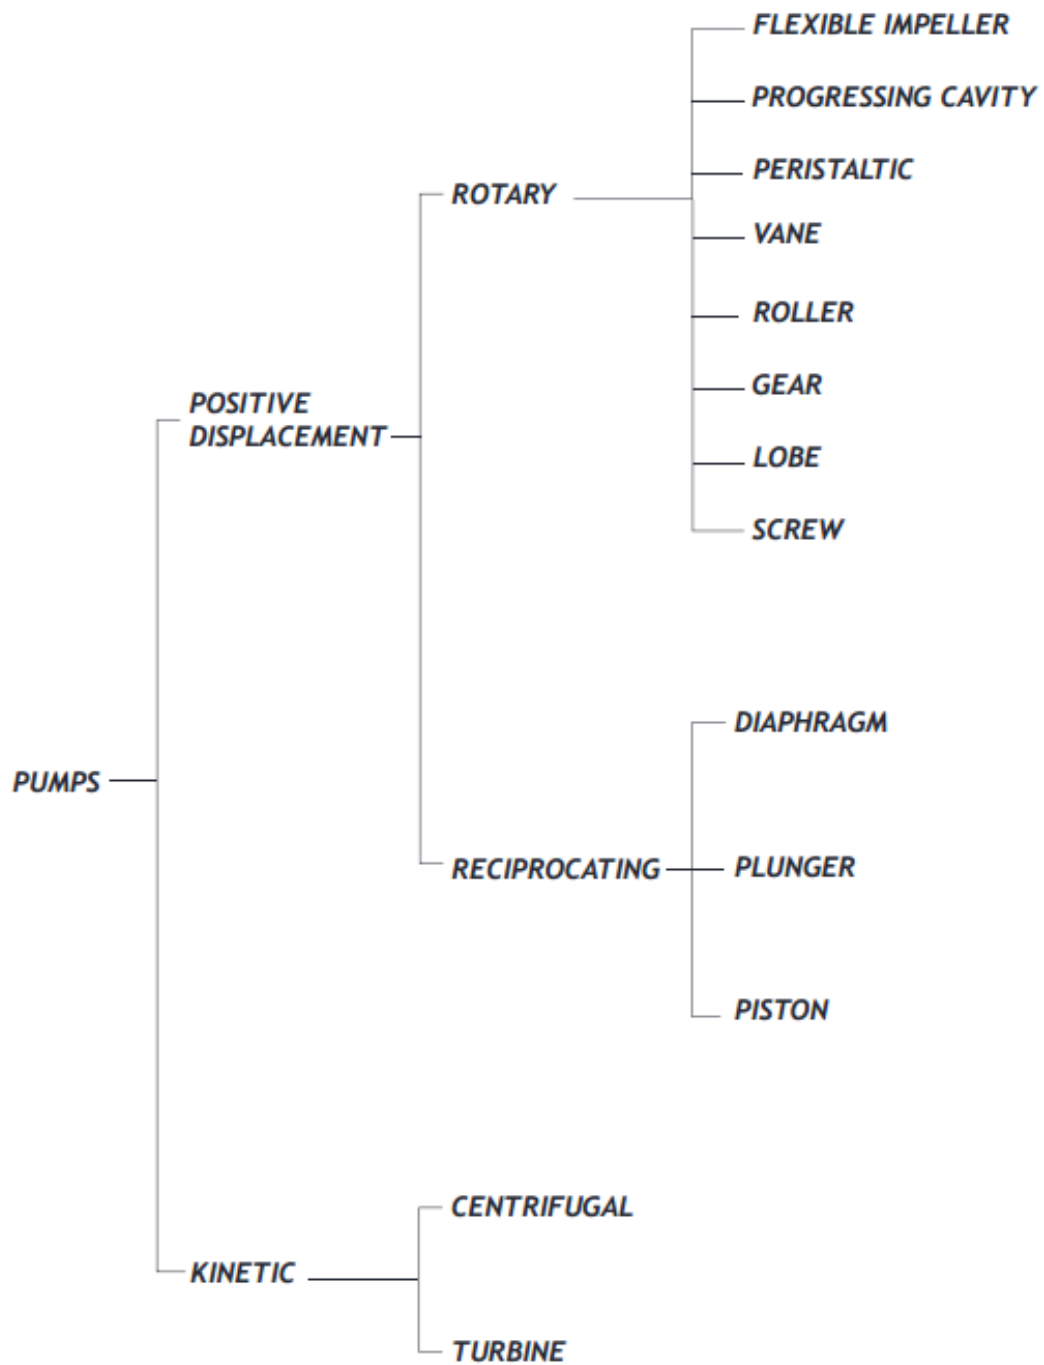 FLEXIBLE IMPELLER
PROGRESSING CAVITY
PERISTALTIC
ROTARY
VANE
ROLLER
GEAR
POSITIVE
DISPLACEMENT
LOBE
SCREW
DIAPHRAGM
PUMPS
RECIPROCATING
PLUNGER
PISTON
CENTRIFUGAL
KINETIC
TURBINE